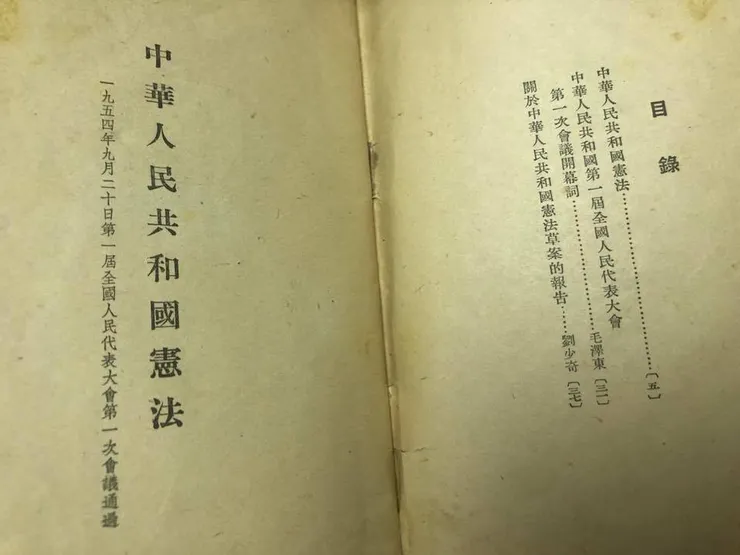 目錄
中華人民共和國憲法……………………………〔五〕
中華人民共和國第一屆全國人民代表大會
第一次會議開幕詞……………………毛澤東〔三一〕
關於中華人民共和國憲法草案的報告……劉少奇〔三七〕
中華人民共和國憲法
一九五四年九月二十日第一屆全國人民代表大會第一次會議通過